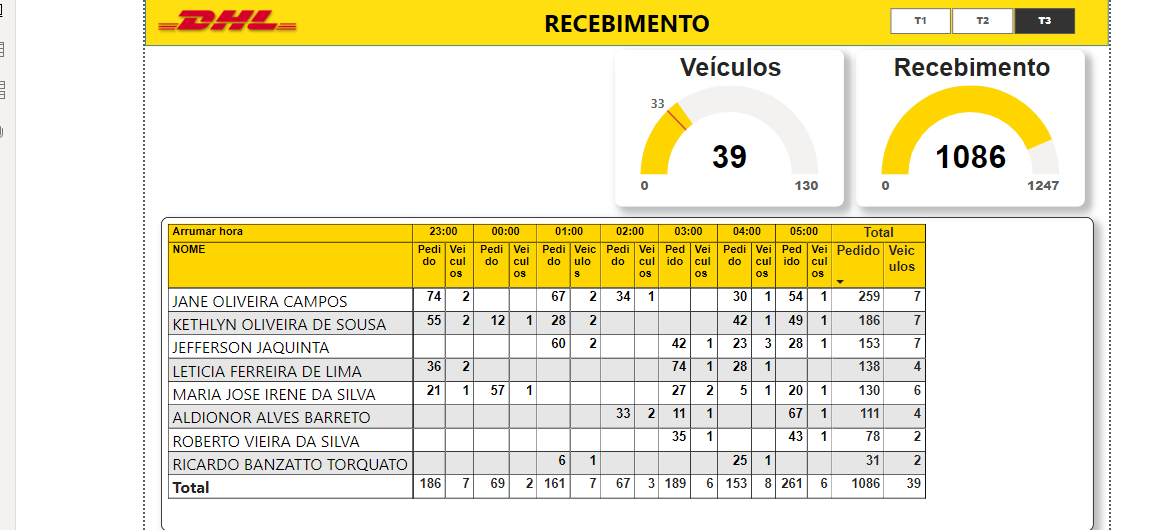 DHL
RECEBIMENTO
T1 T2 T3
Veículos
33
39
0 130
Recebimento
1086
0 1247
Arrumar hora 23:00 00:00 01:00 02:00 03:00 04:00 05:00 Total
NOME Pedido Veiculos Pedido Veiculos Pedido Veiculos Pedido Veiculos Pedido Veiculos Pedido Veiculos Pedido Veiculos Pedido Veiculos
JANE OLIVEIRA CAMPOS 74 2 67 2 34 1 30 1 54 1 259 7
KETHLYN OLIVEIRA DE SOUSA 55 2 12 1 28 2 42 1 49 1 186 7
JEFFERSON JAQUINTA 60 2 42 1 23 3 28 1 153 7
LETICIA FERREIRA DE LIMA 36 2 74 1 28 1 138 4
MARIA JOSE IRENE DA SILVA 21 1 57 1 27 2 5 1 20 1 130 6
ALDIONOR ALVES BARRETO 33 2 11 1 67 1 111 4
ROBERTO VIEIRA DA SILVA 35 1 43 1 78 2
RICARDO BANZATTO TORQUATO 6 1 25 1 31 2
Total 186 7 69 2 161 7 67 3 189 6 153 8 261 6 1086 39